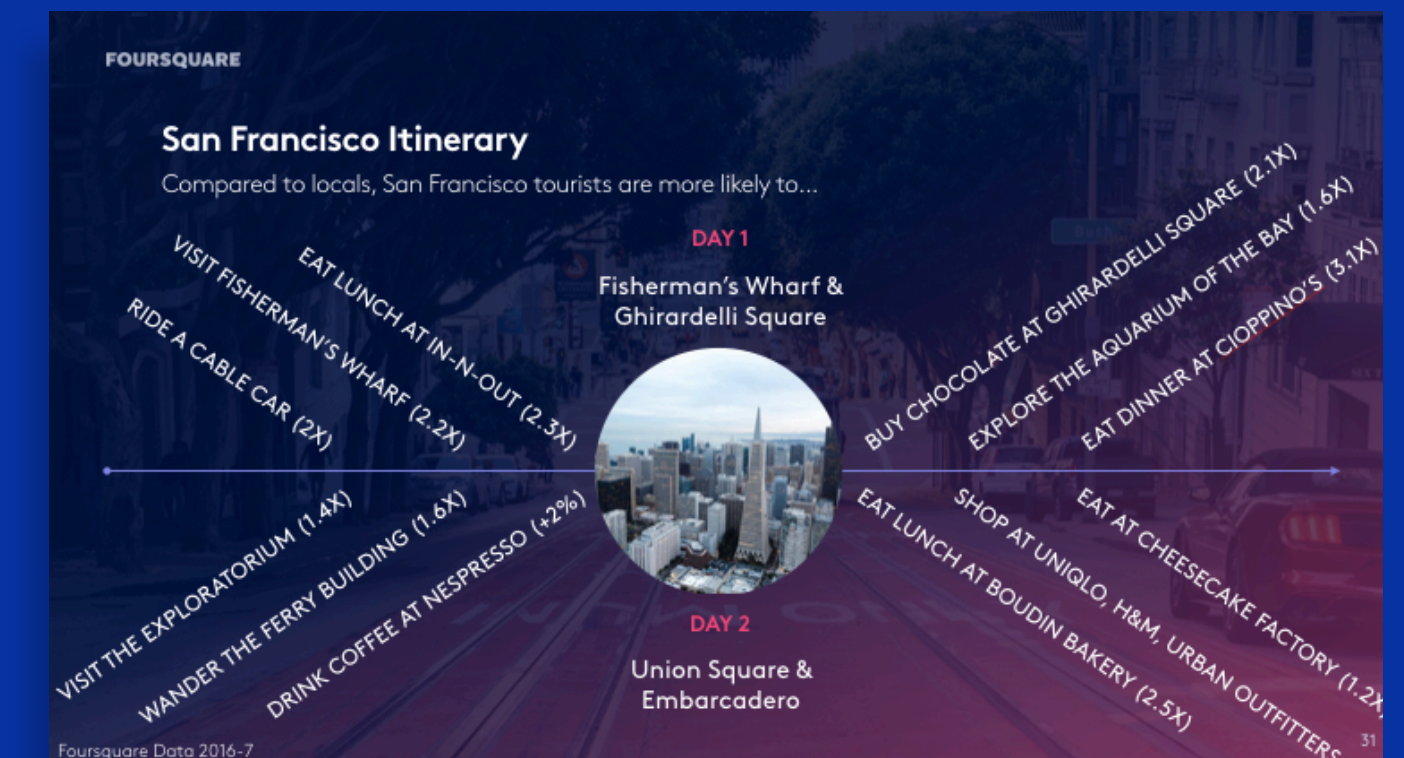 FOURSQUARE
San Francisco Itinerary
Compared to locals, San Francisco tourists are more likely to...
DAY 1
Fisherman's Wharf &
Ghirardelli Square
RIDE A CABLE CAR (2X)
VISIT FISHERMAN'S WHARF (2.2X)
EAT LUNCH AT IN-N-OUT (2.3X)
BUY CHOCOLATE AT GHIRARDELLI SQUARE (2.1X)
EXPLORE THE AQUARIUM OF THE BAY (1.6X)
EAT DINNER AT CIOPPINO'S (3.1X)
VISIT THE EXPLORATORIUM (1.4X)
WANDER THE FERRY BUILDING (1.6X)
DRINK COFFEE AT NESPRESSO (+2%)
EAT LUNCH AT BOUDIN BAKERY (2.5X)
SHOP AT UNIQLO, H&M, URBAN OUTFITTERS
EAT AT CHEESECAKE FACTORY (1.2X
DAY 2
Union Square &
Embarcadero
Foursquare Data 2016-7
31